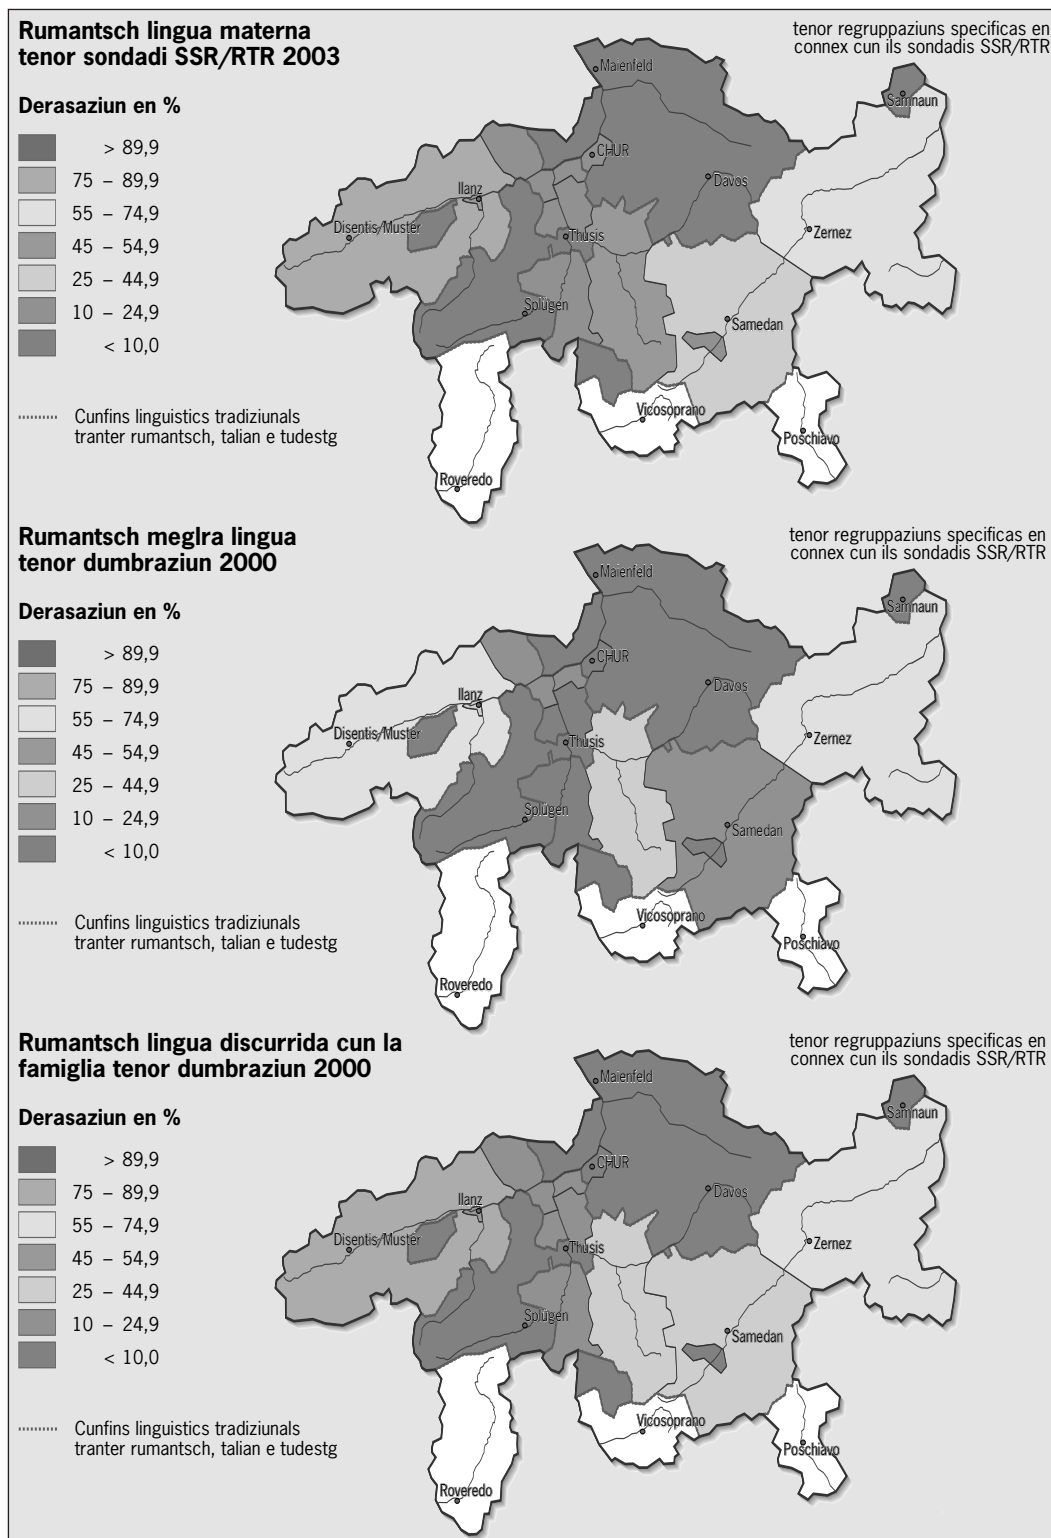 Rumantsch lingua materna
tenor sondadi SSR/RTR 2003
tenor regruppaziuns specificas en
connex cun ils sondadis SSR/RTR
Derasaziun en %
> 89,9
75 – 89,9
55 – 74,9
45 – 54,9
25 – 44,9
10 – 24,9
< 10,0
Cunfins linguistics tradiziunals
tranter rumantsch, talian e tudestg
Maienfeld
Samnaun
CHUR
Davos
Ilanz
Disentis/Muster
Thusis
Zernez
Splügen
Samedan
Vicosoprano
Poschiavo
Roveredo
Rumantsch meglra lingua
tenor dumbraziun 2000
tenor regruppaziuns specificas en
connex cun ils sondadis SSR/RTR
Derasaziun en %
> 89,9
75 – 89,9
55 – 74,9
45 – 54,9
25 – 44,9
10 – 24,9
< 10,0
Cunfins linguistics tradiziunals
tranter rumantsch, talian e tudestg
Maienfeld
Samnaun
CHUR
Davos
Ilanz
Disentis/Muster
Thusis
Zernez
Splügen
Samedan
Vicosoprano
Poschiavo
Roveredo
Rumantsch lingua discurrida cun la
famiglia tenor dumbraziun 2000
tenor regruppaziuns specificas en
connex cun ils sondadis SSR/RTR
Derasaziun en %
> 89,9
75 – 89,9
55 – 74,9
45 – 54,9
25 – 44,9
10 – 24,9
< 10,0
Cunfins linguistics tradiziunals
tranter rumantsch, talian e tudestg
Maienfeld
Samnaun
CHUR
Davos
Ilanz
Disentis/Muster
Thusis
Zernez
Splügen
Samedan
Vicosoprano
Poschiavo
Roveredo